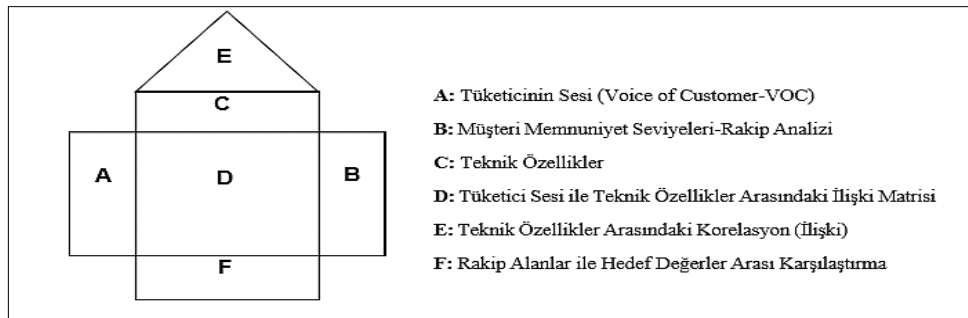 E
C
A
D
B
F
A: Tüketicinin Sesi (Voice of Customer-VOC)
B: Müşteri Memnuniyet Seviyeleri-Rakip Analizi
C: Teknik Özellikler
D: Tüketici Sesi ile Teknik Özellikler Arasındaki İlişki Matrisi
E: Teknik Özellikler Arasındaki Korelasyon (İlişki)
F: Rakip Alanlar ile Hedef Değerler Arası Karşılaştırma